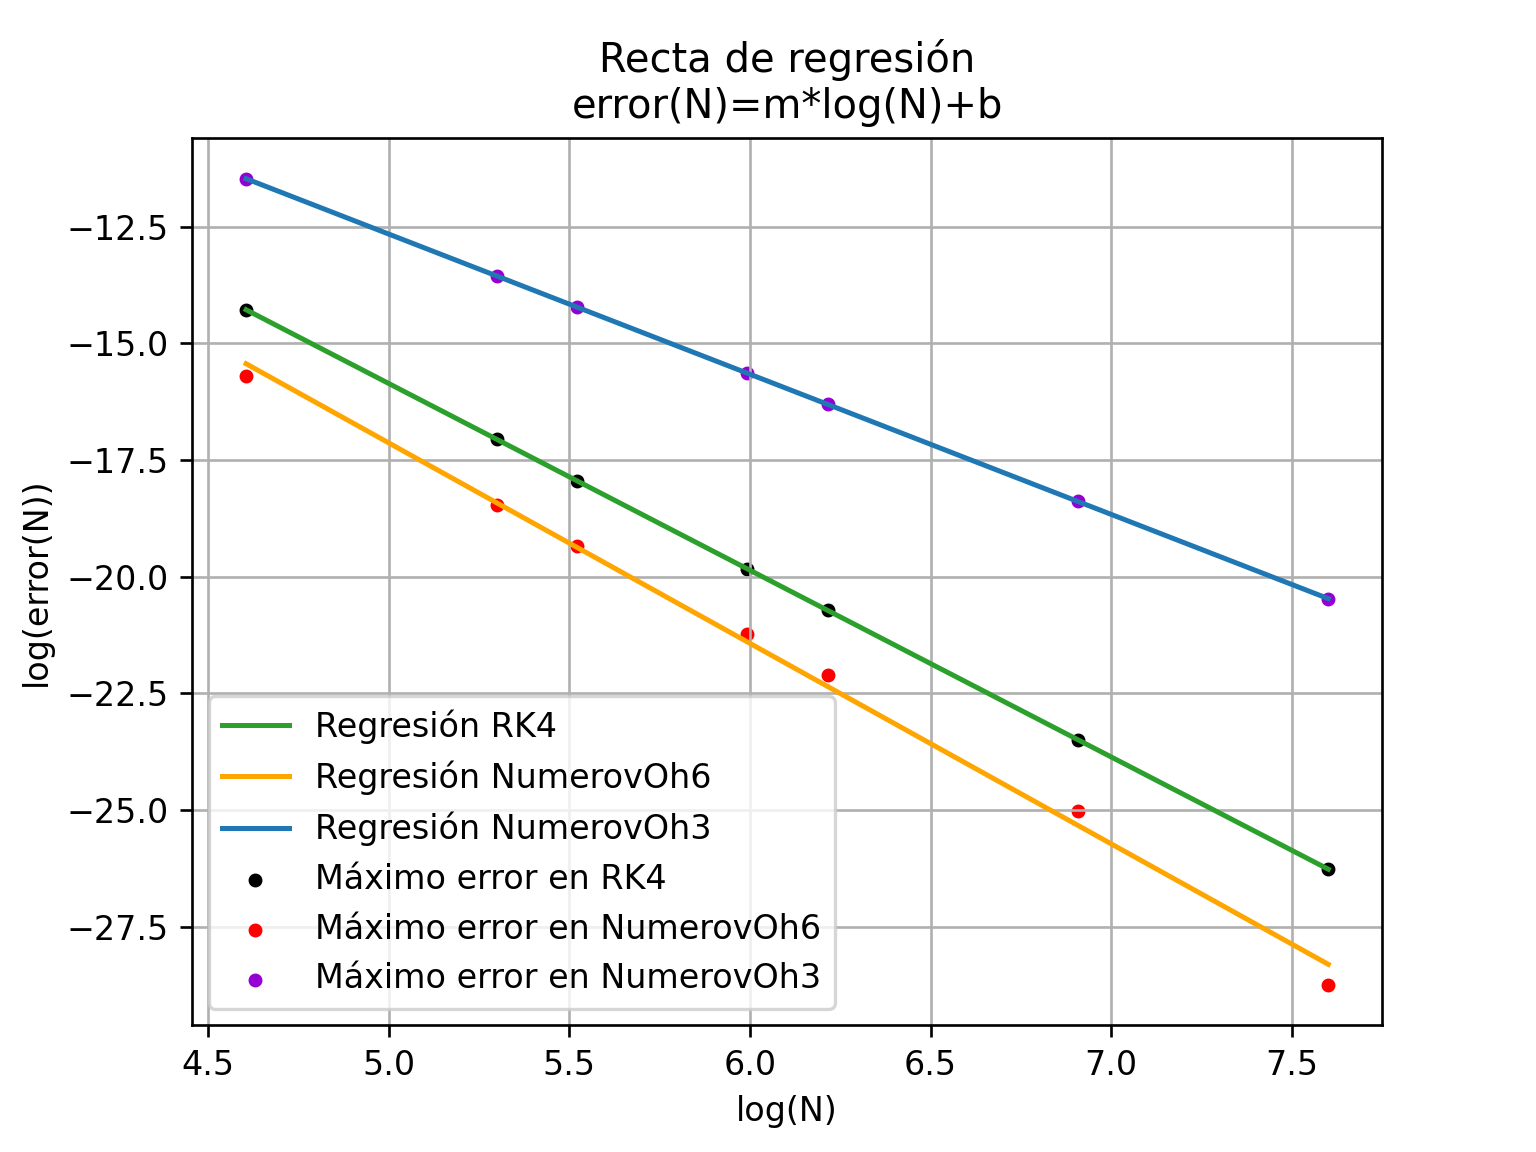 Recta de regresión
error(N)=m*log(N)+b
log(error(N))
−12.5
−15.0
−17.5
−20.0
−22.5
−25.0
−27.5
Regresión RK4
Regresión NumerovOh6
Regresión NumerovOh3
Máximo error en RK4
Máximo error en NumerovOh6
Máximo error en NumerovOh3
4.5 5.0 5.5 6.0 6.5 7.0 7.5
log(N)